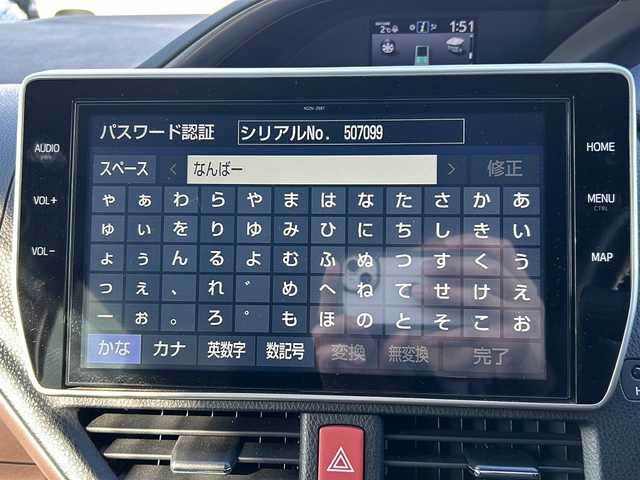 2℃
1:51
NSZN-Z68T
パスワード認証 シリアルNo. 507099
スペース < なんばー > 修正
ゃ ぁ わ ら や ま は な た さ か あ
ゅ ぃ を り ゆ み ひ に ち し き い
ょ ぅ ん る よ む ふ ぬ つ す く う
っ ぇ 、 れ ゛ め へ ね て せ け え
ー ぉ 。 ろ ゜ も ほ の と そ こ お
かな カナ 英数字 数記号 変換 無変換 完了
AUDIO
VOL+
VOL-
HOME
MENU
CTRL
MAP